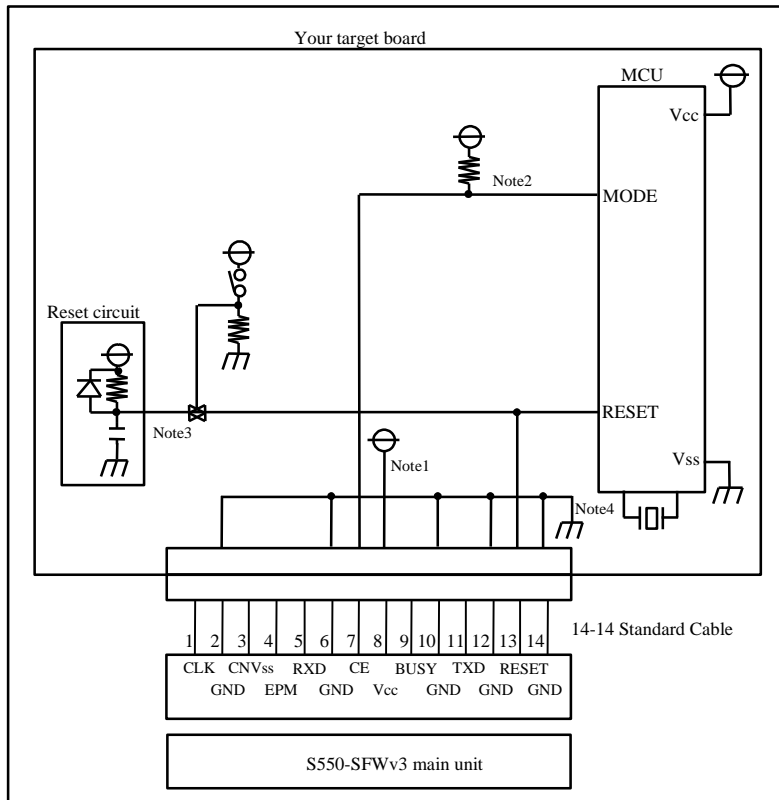 Your target board
MCU
Vcc
Note2
MODE
Reset circuit
RESET
Note3
Note1
Vss
Note4
14-14 Standard Cable
1 2 3 4 5 6 7 8 9 10 11 12 13 14
CLK CNVss RXD CE BUSY TXD RESET
GND EPM GND Vcc GND GND GND
S550-SFWv3 main unit